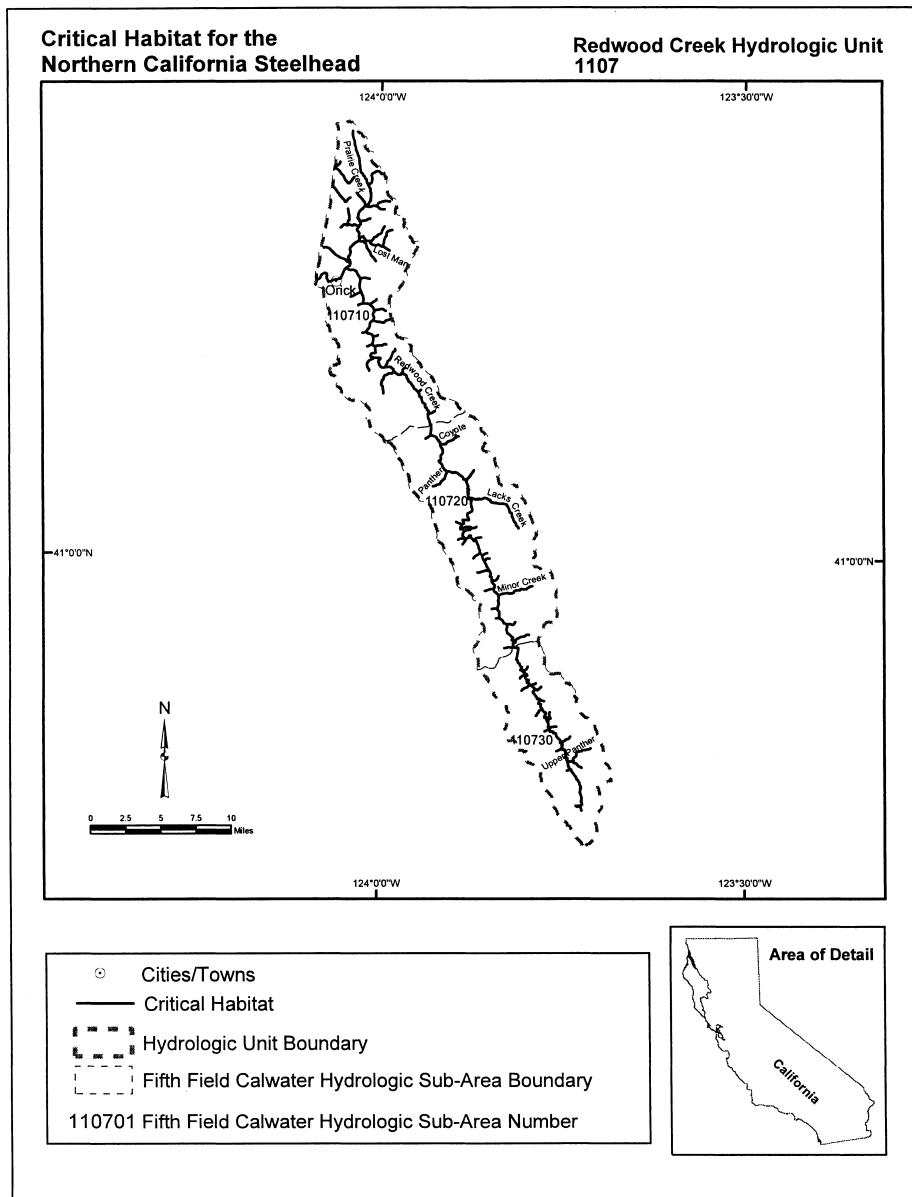 Critical Habitat for the
Northern California Steelhead
Redwood Creek Hydrologic Unit
1107
124°0'0"W
123°30'0"W
Prairie Creek
Lost Man
Orick
110710
Redwood Creek
Coyote
Panther
110720
Lacks Creek
41°0'0"N
41°0'0"N
Minor Creek
N
110730
Upper Panther
0 2.5 5 7.5 10
Miles
124°0'0"W
123°30'0"W
Cities/Towns
Critical Habitat
Hydrologic Unit Boundary
Fifth Field Calwater Hydrologic Sub-Area Boundary
110701 Fifth Field Calwater Hydrologic Sub-Area Number
Area of Detail
California